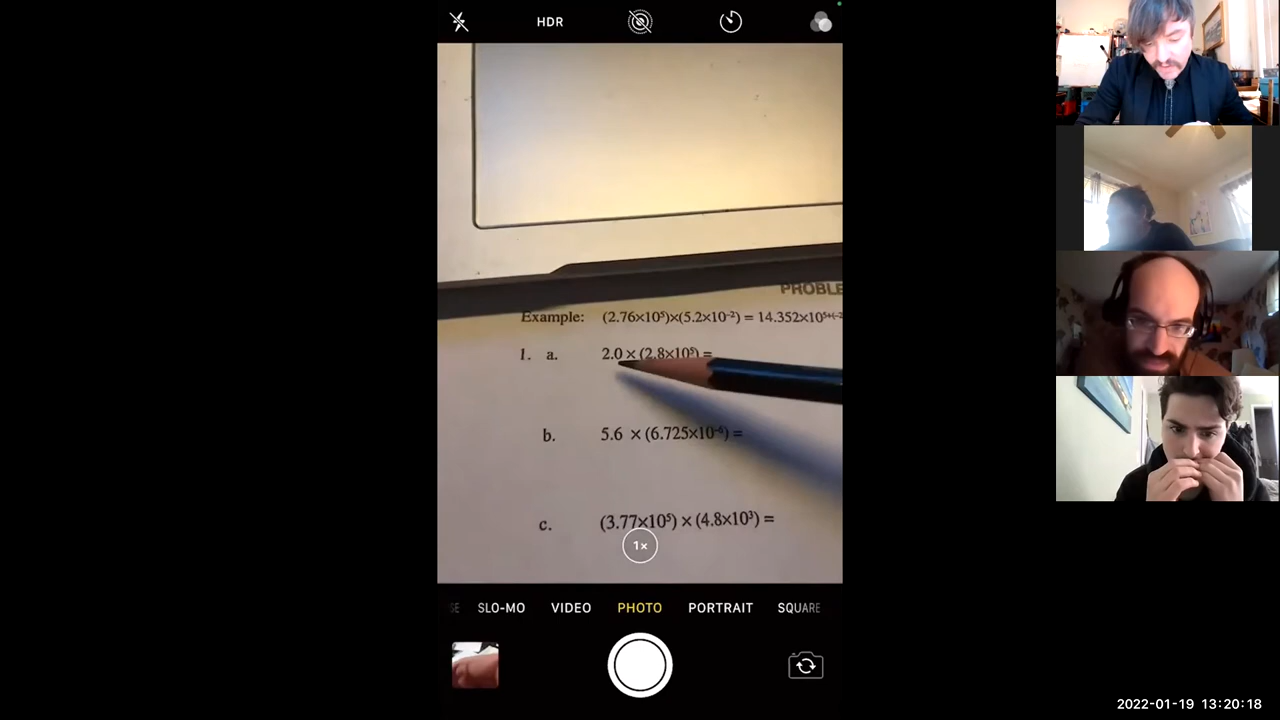 HDR
PROBLE
Example: (2.76×10⁵)×(5.2×10⁻²) = 14.352×10⁵⁺⁽⁻²
1. a. 2.0 × (2.8×10⁵) =
b. 5.6 × (6.725×10⁻⁶) =
c. (3.77×10⁵) × (4.8×10³) =
1×
SLO-MO VIDEO PHOTO PORTRAIT SQUARE
2022-01-19 13:20:18